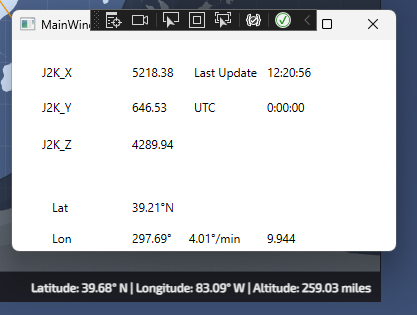 MainWin
J2K_X 5218.38 Last Update 12:20:56
J2K_Y 646.53 UTC 0:00:00
J2K_Z 4289.94
Lat 39.21°N
Lon 297.69° 4.01°/min 9.944
Latitude: 39.68° N | Longitude: 83.09° W | Altitude: 259.03 miles